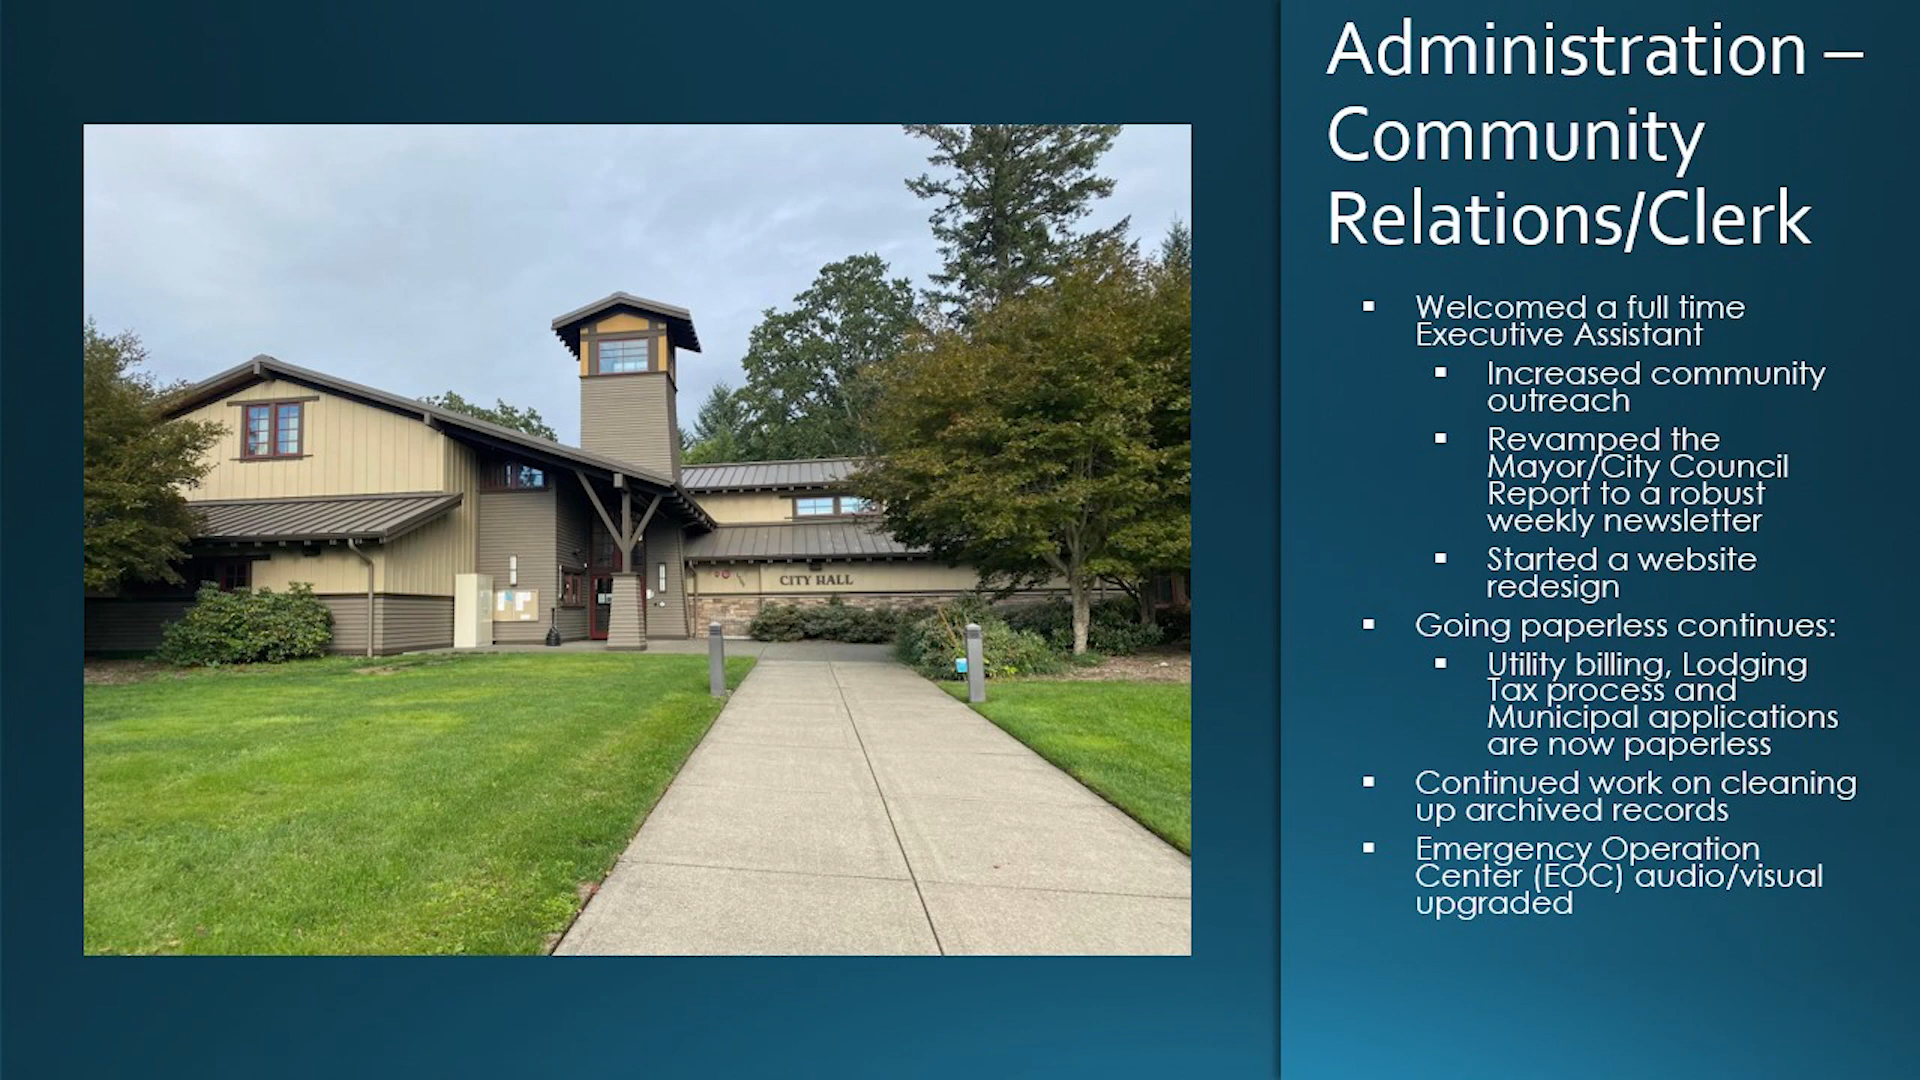 Administration –
Community
Relations/Clerk
▪ Welcomed a full time
Executive Assistant
▪ Increased community
outreach
▪ Revamped the
Mayor/City Council
Report to a robust
weekly newsletter
▪ Started a website
redesign
▪ Going paperless continues:
▪ Utility billing, Lodging
Tax process and
Municipal applications
are now paperless
▪ Continued work on cleaning
up archived records
▪ Emergency Operation
Center (EOC) audio/visual
upgraded
CITY HALL